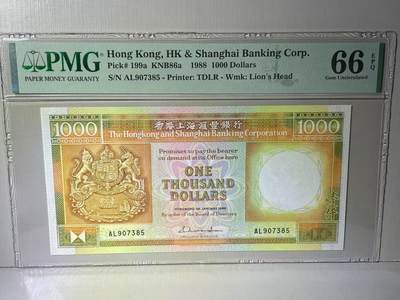 PMG
PAPER MONEY GUARANTY
Hong Kong, HK & Shanghai Banking Corp.
Pick# 199a KNB86a 1988 1000 Dollars
S/N AL907385 - Printer: TDLR - Wmk: Lion's Head
66 EPQ
Gem Uncirculated
香港上海滙豐銀行
1000 The Hongkong and Shanghai Banking Corporation 1000
Promises to pay the bearer
on demand at its Office here
ONE
THOUSAND
DOLLARS
By order of the Board of Directors
AL907385 AL907385